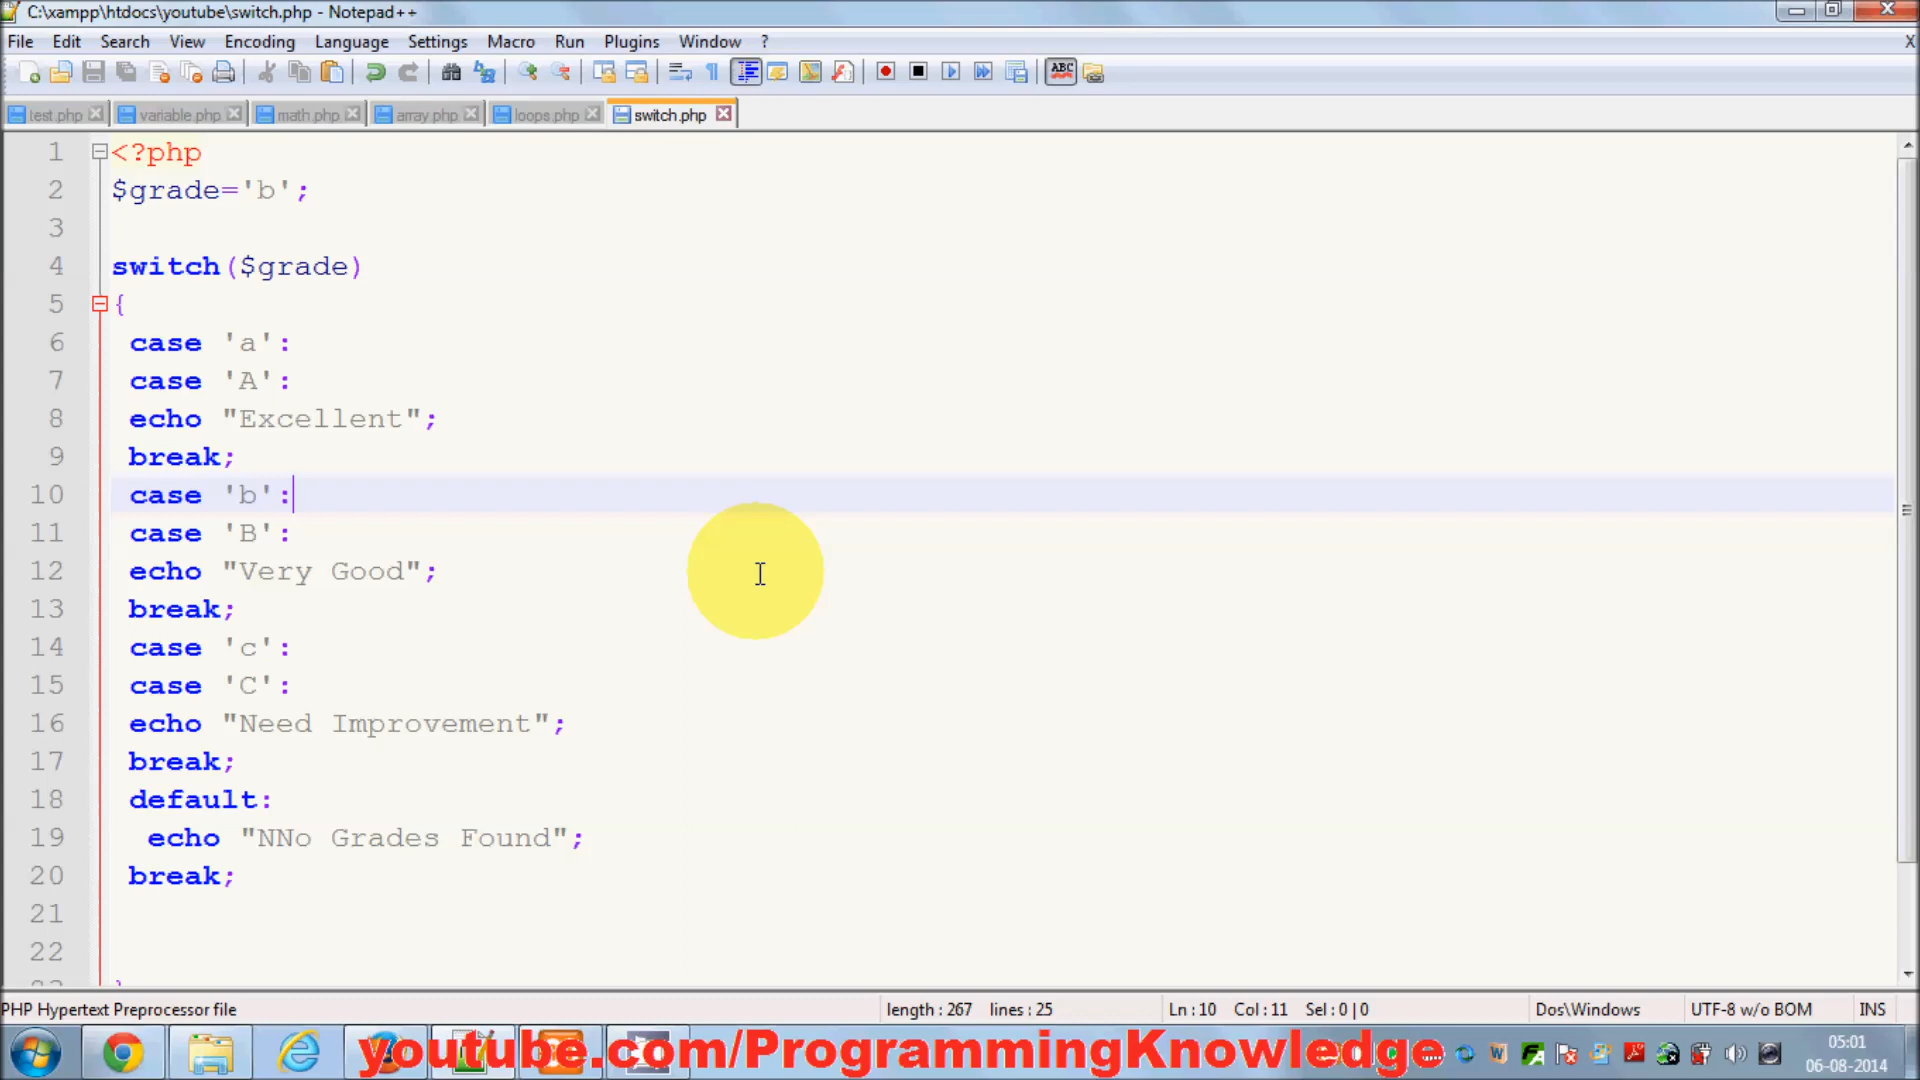 C:\xampp\htdocs\youtube\switch.php - Notepad++
File Edit Search View Encoding Language Settings Macro Run Plugins Window ? X
ABC
test.php variable.php math.php array.php loops.php switch.php
1 <?php
2 $grade='b';
3
4 switch($grade)
5 {
6 case 'a':
7 case 'A':
8 echo "Excellent";
9 break;
10 case 'b':
11 case 'B':
12 echo "Very Good";
13 break;
14 case 'c':
15 case 'C':
16 echo "Need Improvement";
17 break;
18 default:
19 echo "NNo Grades Found";
20 break;
21
22
PHP Hypertext Preprocessor file length : 267 lines : 25 Ln : 10 Col : 11 Sel : 0 | 0 Dos\Windows UTF-8 w/o BOM INS
youtube.com/ProgrammingKnowledge
05:01
06-08-2014